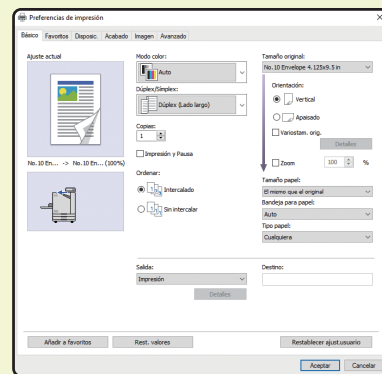 Preferencias de impresión
Básico Favoritos Disposic. Acabado Imagen Avanzado
Ajuste actual
No.10 En... -> No.10 En... (100%)
Modo color:
Auto
Dúplex/Símplex:
Dúplex (Lado largo)
Copias:
1
Impresión y Pausa
Ordenar:
Intercalado
Sin intercalar
Tamaño original:
No.10 Envelope 4.125x9.5 in
Orientación:
Vertical
Apaisado
Variostam. orig.
Detalles
Zoom 100 %
Tamaño papel:
El mismo que el original
Bandeja para papel:
Auto
Tipo papel:
Cualquiera
Salida:
Impresión
Detalles
Destino:
Añadir a favoritos Rest. valores Restablecer ajust.usuario
Aceptar Cancelar